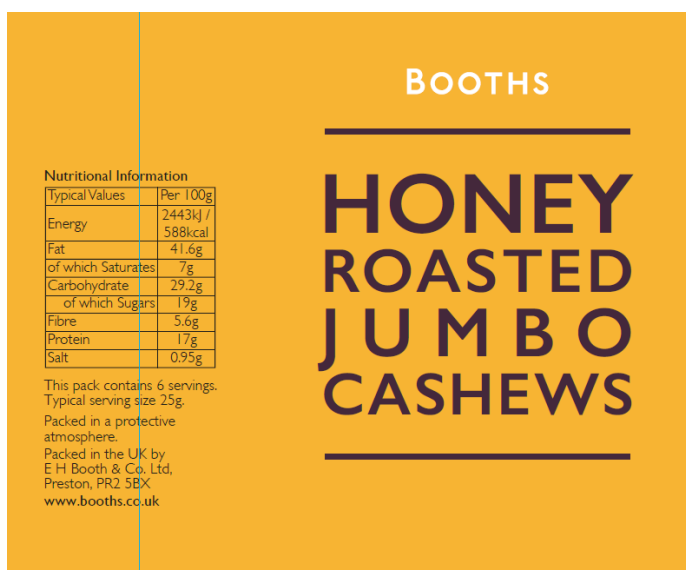 BOOTHS
HONEY
ROASTED
JUMBO
CASHEWS
Nutritional Information
Typical Values Per 100g
Energy 2443kJ / 588kcal
Fat 41.6g
of which Saturates 7g
Carbohydrate 29.2g
of which Sugars 19g
Fibre 5.6g
Protein 17g
Salt 0.95g
This pack contains 6 servings.
Typical serving size 25g.
Packed in a protective
atmosphere.
Packed in the UK by
E H Booth & Co. Ltd,
Preston, PR2 5BX
www.booths.co.uk